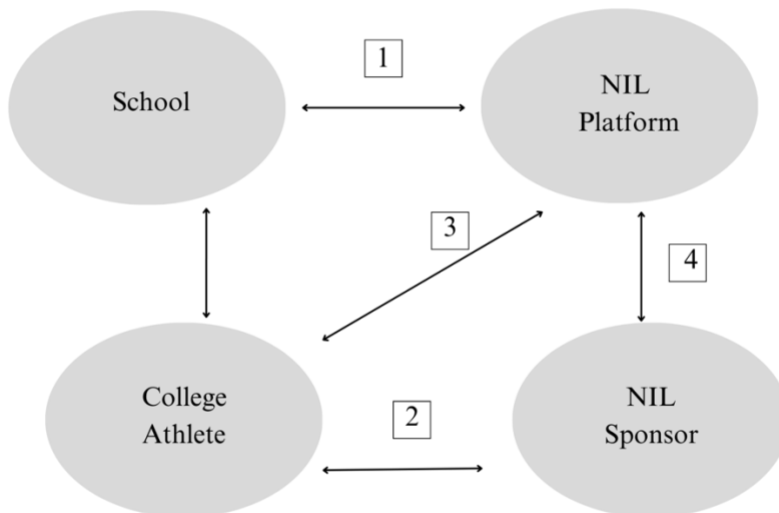 1
School
NIL
Platform
3
4
College
Athlete
2
NIL
Sponsor